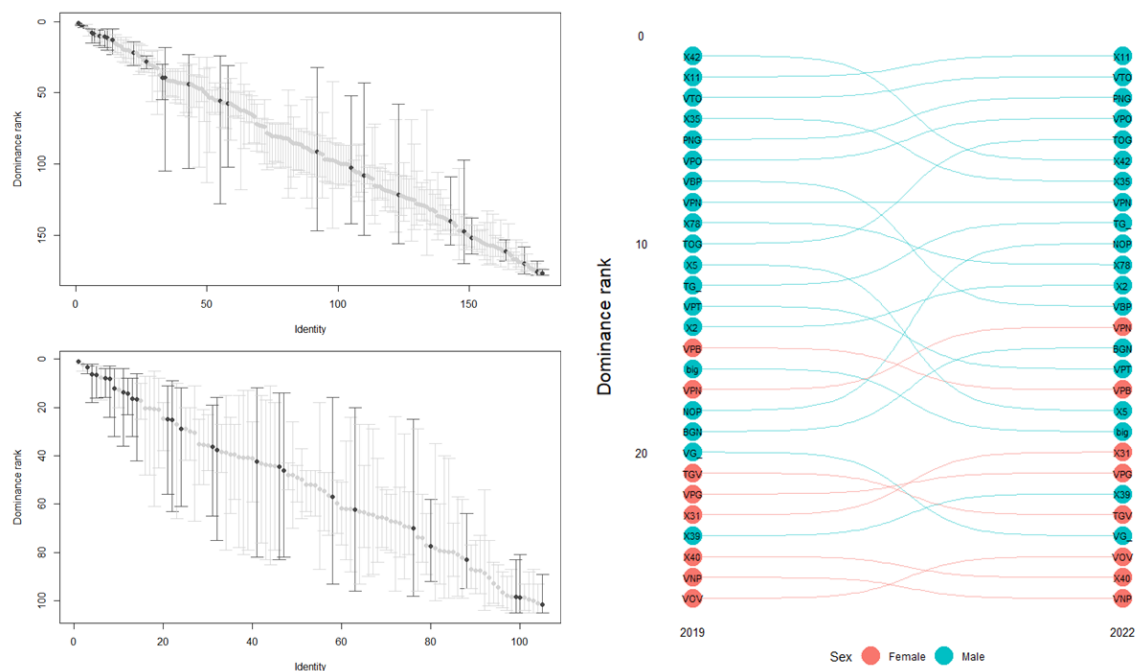 0
50
100
150
Dominance rank
0
50
100
150
Identity
0
20
40
60
80
100
Dominance rank
0
20
40
60
80
100
Identity
0
10
20
Dominance rank
X42
X11
VTO
X35
PNG
VPO
VBP
VPN
X78
TOG
X5
TG_
VPT
X2
VPB
big
VPN
NOP
BGN
VG_
TGV
VPG
X31
X39
X40
VNP
VOV
X11
VTO
PNG
VPO
TOG
X42
X35
VPN
TG_
NOP
X78
X2
VBP
VPN
BGN
VPT
VPB
X5
big
X31
VPG
X39
TGV
VG_
VOV
X40
VNP
2019
2022
Sex Female Male